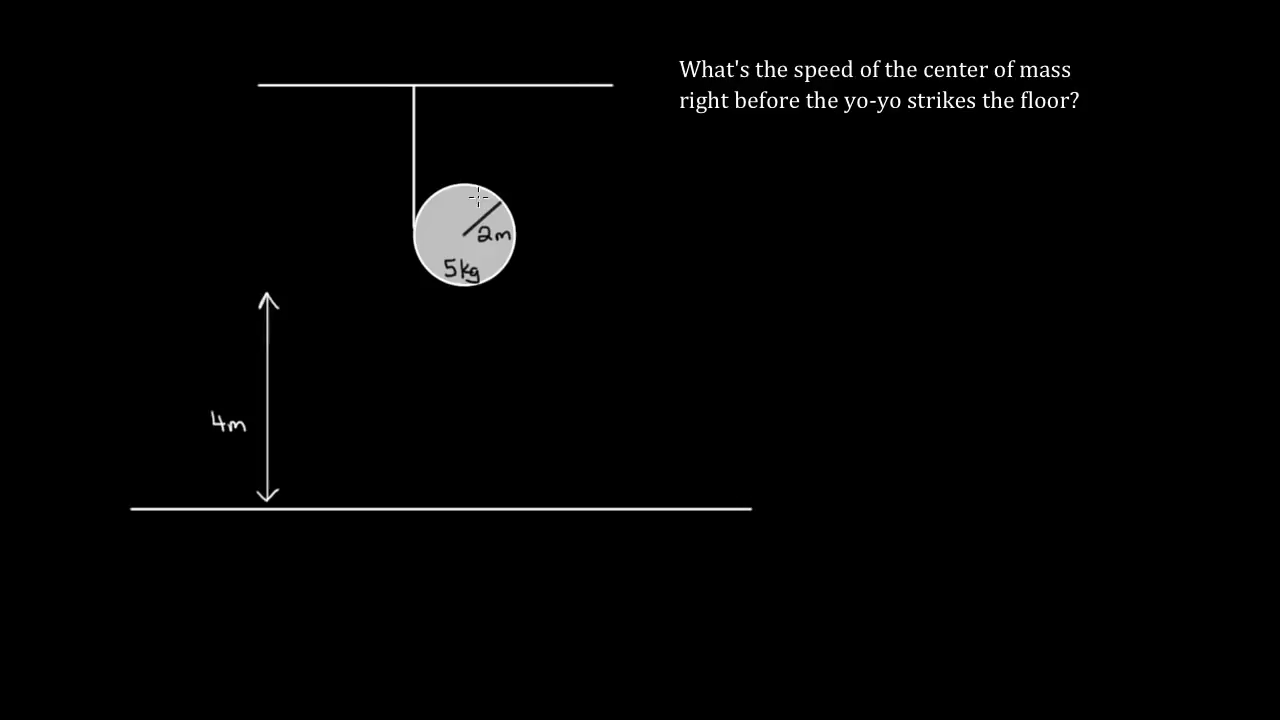 What's the speed of the center of mass
right before the yo-yo strikes the floor?
2m
5kg
4m